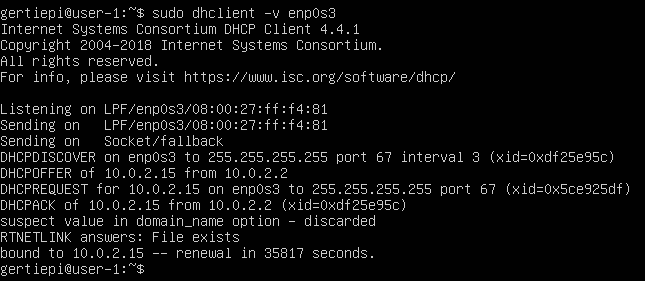 gertiepi@user-1:~$ sudo dhclient -v enp0s3
Internet Systems Consortium DHCP Client 4.4.1
Copyright 2004-2018 Internet Systems Consortium.
All rights reserved.
For info, please visit https://www.isc.org/software/dhcp/

Listening on LPF/enp0s3/08:00:27:ff:f4:81
Sending on   LPF/enp0s3/08:00:27:ff:f4:81
Sending on   Socket/fallback
DHCPDISCOVER on enp0s3 to 255.255.255.255 port 67 interval 3 (xid=0xdf25e95c)
DHCPOFFER of 10.0.2.15 from 10.0.2.2
DHCPREQUEST for 10.0.2.15 on enp0s3 to 255.255.255.255 port 67 (xid=0x5ce925df)
DHCPACK of 10.0.2.15 from 10.0.2.2 (xid=0xdf25e95c)
suspect value in domain_name option - discarded
RTNETLINK answers: File exists
bound to 10.0.2.15 -- renewal in 35817 seconds.
gertiepi@user-1:~$